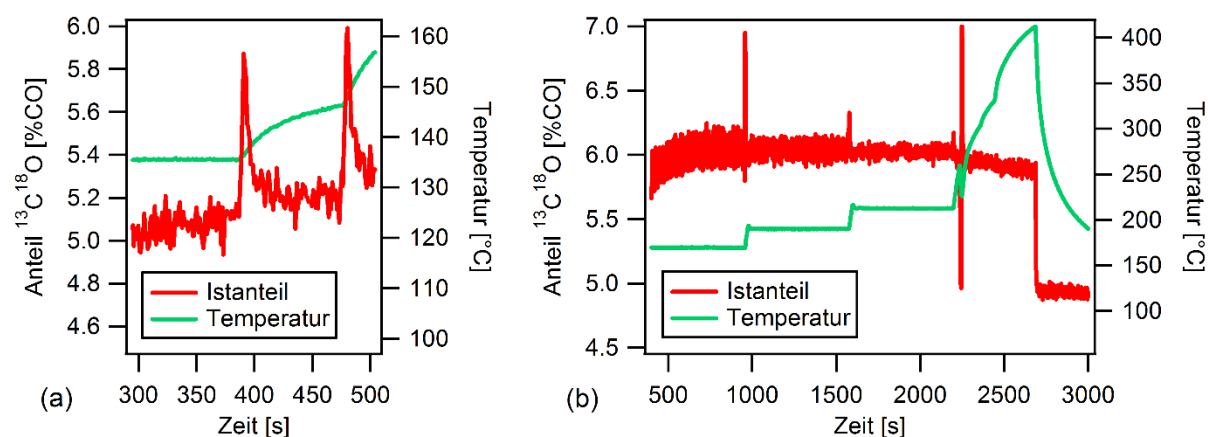 6.0
5.8
5.6
5.4
5.2
5.0
4.8
4.6
Anteil ¹³C¹⁸O [%CO]
160
150
140
130
120
110
100
Temperatur [°C]
Istanteil
Temperatur
300 350 400 450 500
(a)
Zeit [s]
7.0
6.5
6.0
5.5
5.0
4.5
Anteil ¹³C¹⁸O [%CO]
400
350
300
250
200
150
100
Temperatur [°C]
Istanteil
Temperatur
500 1000 1500 2000 2500 3000
(b)
Zeit [s]